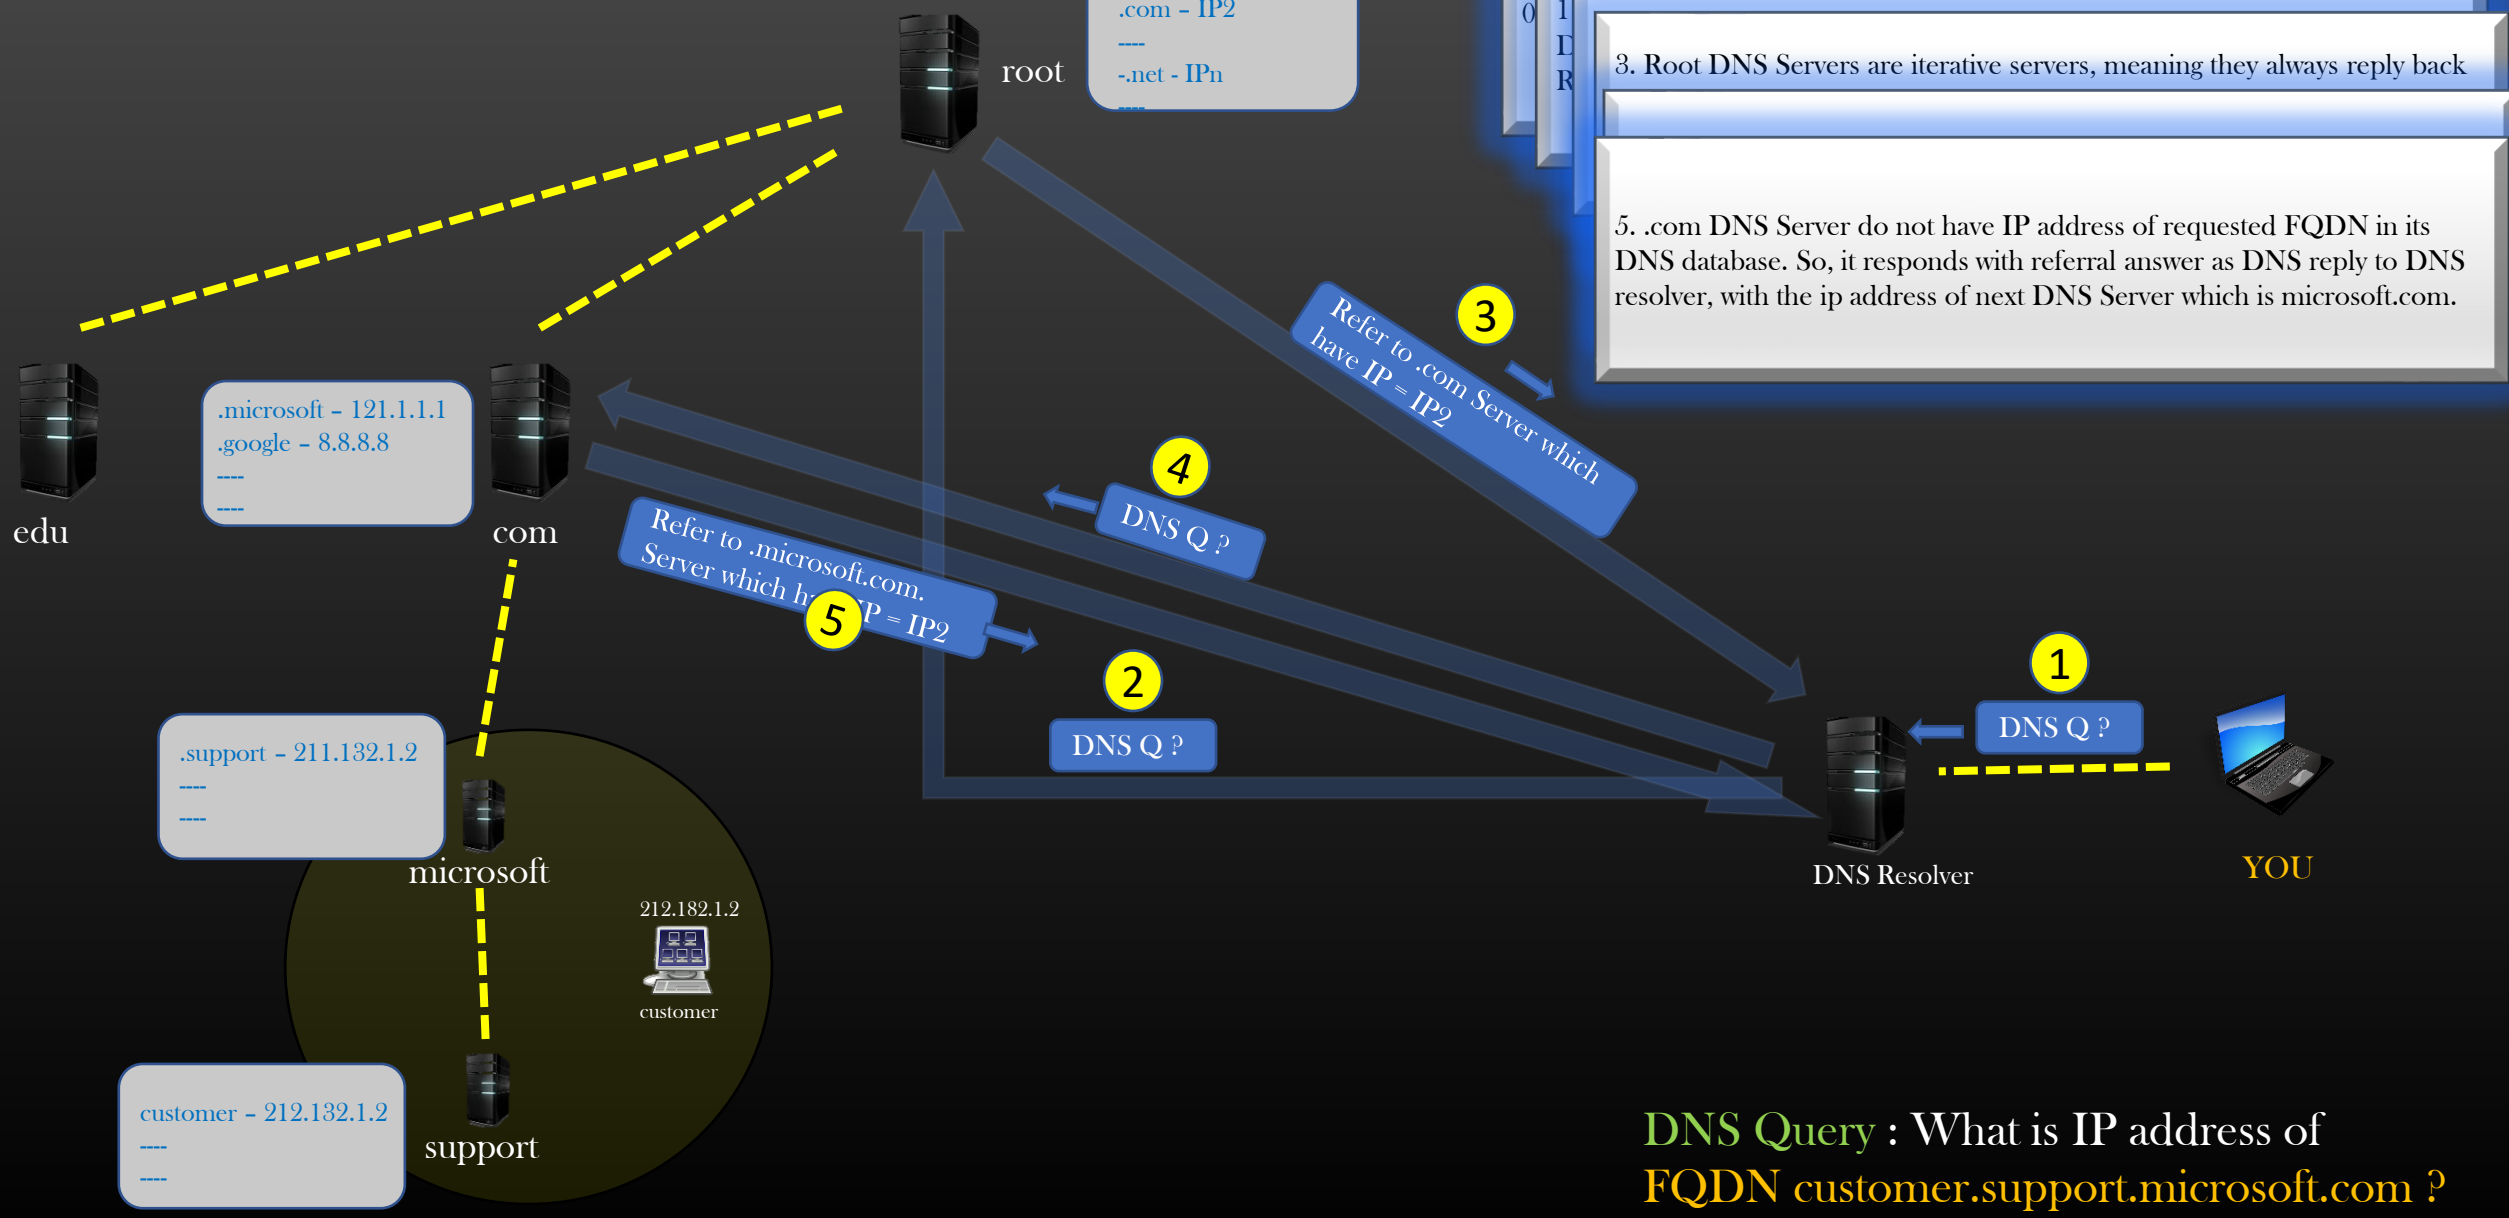 .com – IP2
----
-.net - IPn
----
root
0
1
D
R
3. Root DNS Servers are iterative servers, meaning they always reply back
5. .com DNS Server do not have IP address of requested FQDN in its
DNS database. So, it responds with referral answer as DNS reply to DNS
resolver, with the ip address of next DNS Server which is microsoft.com.
3
Refer to .com Server which
have IP = IP2
.microsoft – 121.1.1.1
.google – 8.8.8.8
----
----
edu
com
4
DNS Q ?
Refer to .microsoft.com.
Server which IP = IP2
5
2
DNS Q ?
1
DNS Q ?
DNS Resolver
YOU
.support – 211.132.1.2
----
----
microsoft
212.182.1.2
customer
customer – 212.132.1.2
----
----
support
DNS Query : What is IP address of
FQDN customer.support.microsoft.com ?